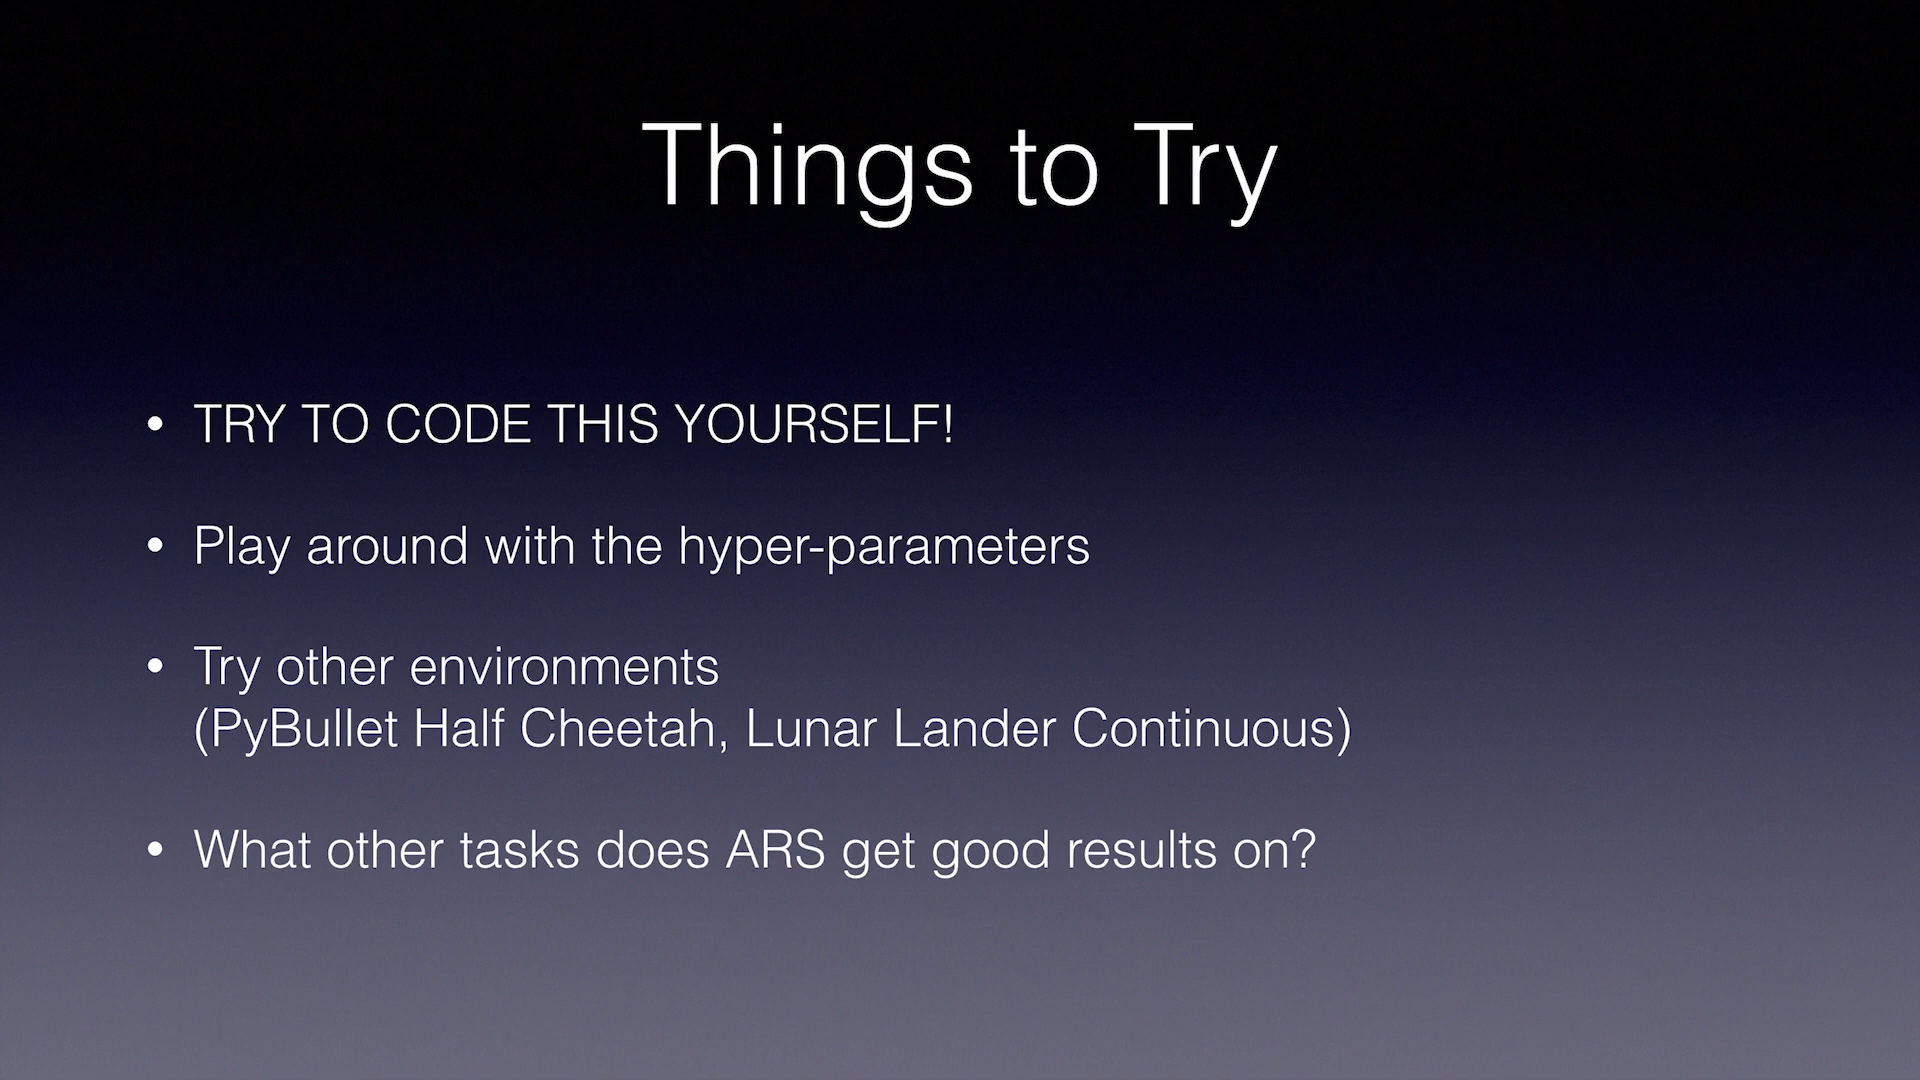 Things to Try
• TRY TO CODE THIS YOURSELF!
• Play around with the hyper-parameters
• Try other environments
(PyBullet Half Cheetah, Lunar Lander Continuous)
• What other tasks does ARS get good results on?